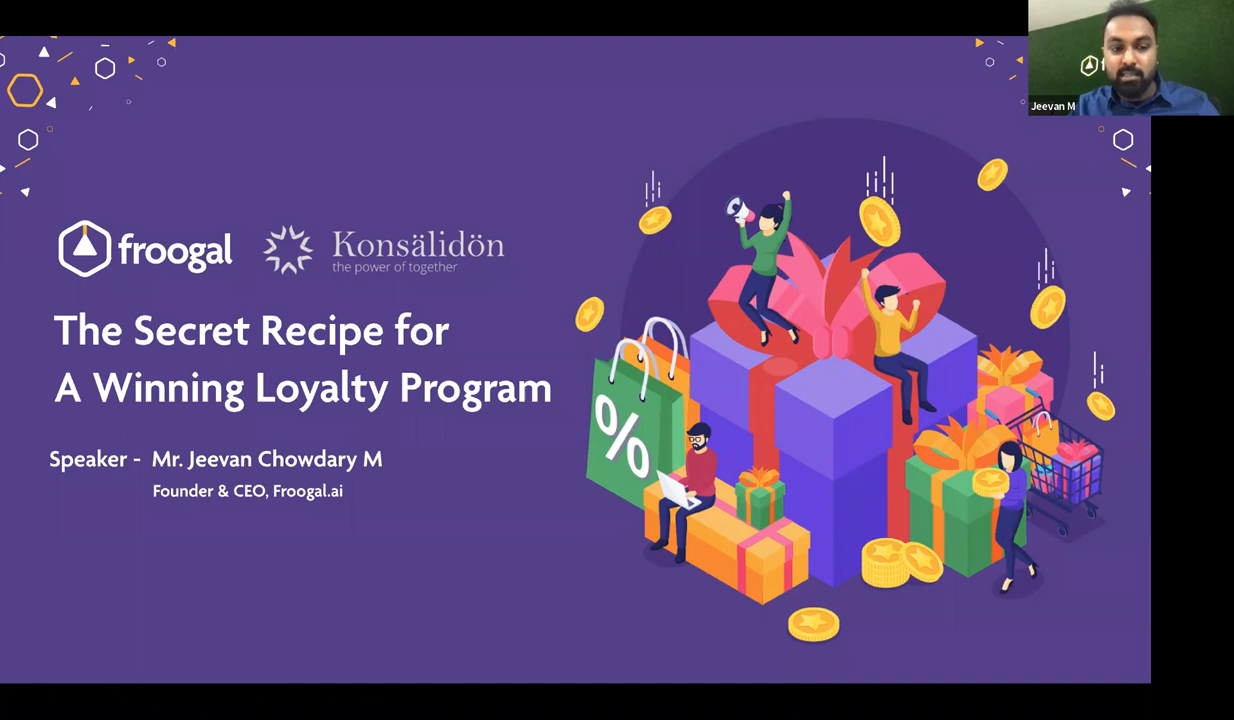 Jeevan M
froogal
Konsälidön
the power of together
The Secret Recipe for
A Winning Loyalty Program
Speaker - Mr. Jeevan Chowdary M
Founder & CEO, Froogal.ai
%